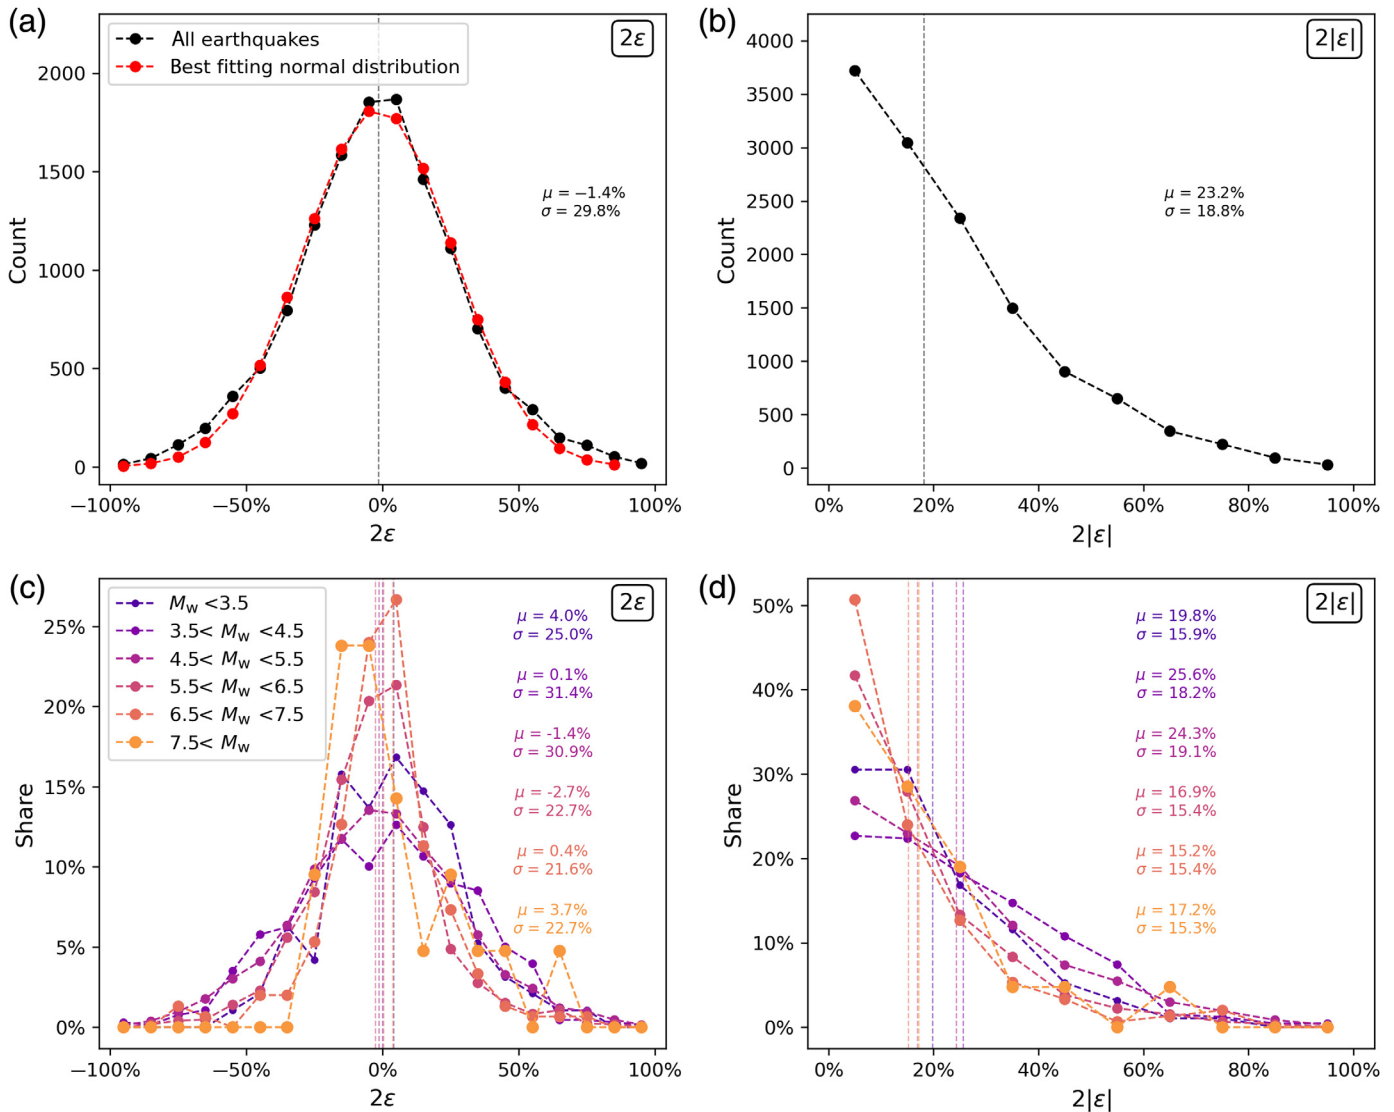 (a)
All earthquakes
Best fitting normal distribution
2ε
μ = −1.4%
σ = 29.8%
Count
2000
1500
1000
500
0
−100%
−50%
0%
50%
100%
2ε
(b)
2|ε|
μ = 23.2%
σ = 18.8%
Count
4000
3500
3000
2500
2000
1500
1000
500
0
0%
20%
40%
60%
80%
100%
2|ε|
(c)
Mw <3.5
3.5< Mw <4.5
4.5< Mw <5.5
5.5< Mw <6.5
6.5< Mw <7.5
7.5< Mw
2ε
μ = 4.0%
σ = 25.0%
μ = 0.1%
σ = 31.4%
μ = -1.4%
σ = 30.9%
μ = -2.7%
σ = 22.7%
μ = 0.4%
σ = 21.6%
μ = 3.7%
σ = 22.7%
Share
25%
20%
15%
10%
5%
0%
−100%
−50%
0%
50%
100%
2ε
(d)
2|ε|
μ = 19.8%
σ = 15.9%
μ = 25.6%
σ = 18.2%
μ = 24.3%
σ = 19.1%
μ = 16.9%
σ = 15.4%
μ = 15.2%
σ = 15.4%
μ = 17.2%
σ = 15.3%
Share
50%
40%
30%
20%
10%
0%
0%
20%
40%
60%
80%
100%
2|ε|